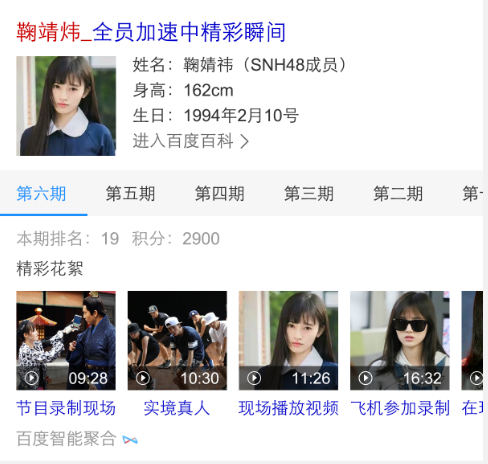 鞠靖炜_全员加速中精彩瞬间
姓名：鞠婧祎（SNH48成员）
身高：162cm
生日：1994年2月10号
进入百度百科
第六期 第五期 第四期 第三期 第二期 第
本期排名：19 积分：2900
精彩花絮
09:28 10:30 11:26 16:32
节目录制现场 实境真人 现场播放视频 飞机参加录制 在
百度智能聚合